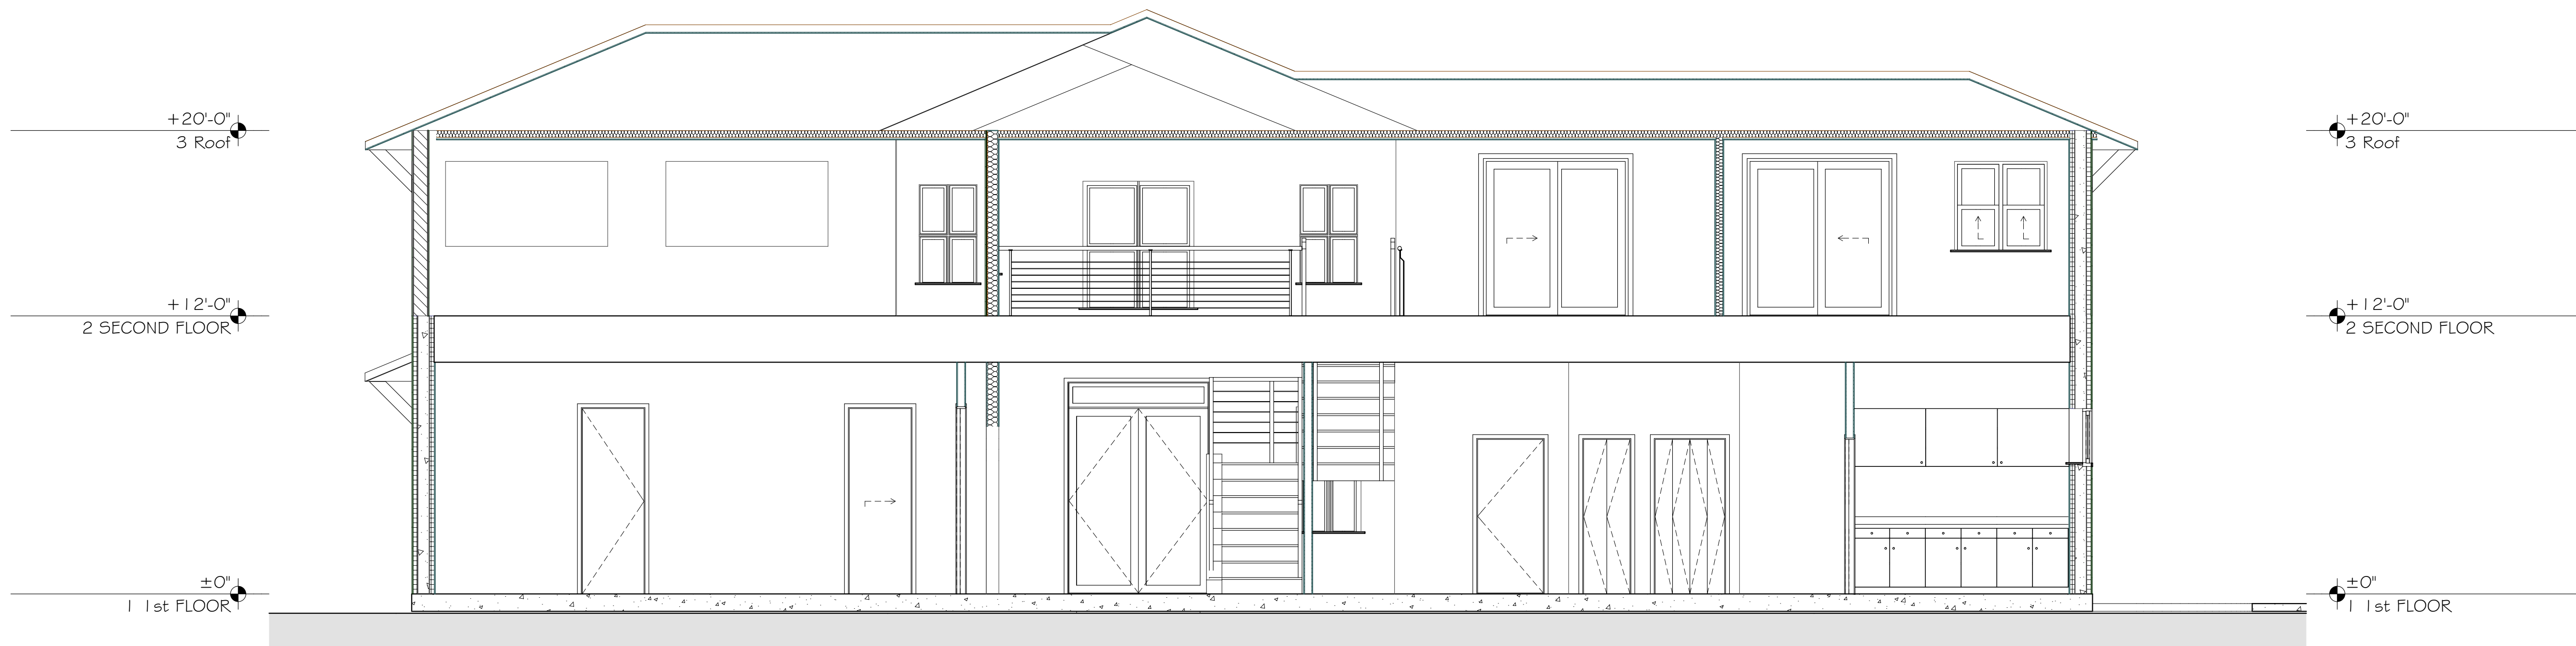 +20'-0"
3 Roof
+20'-0"
3 Roof
+12'-0"
2 SECOND FLOOR
+12'-0"
2 SECOND FLOOR
±0"
1 1st FLOOR
±0"
1 1st FLOOR